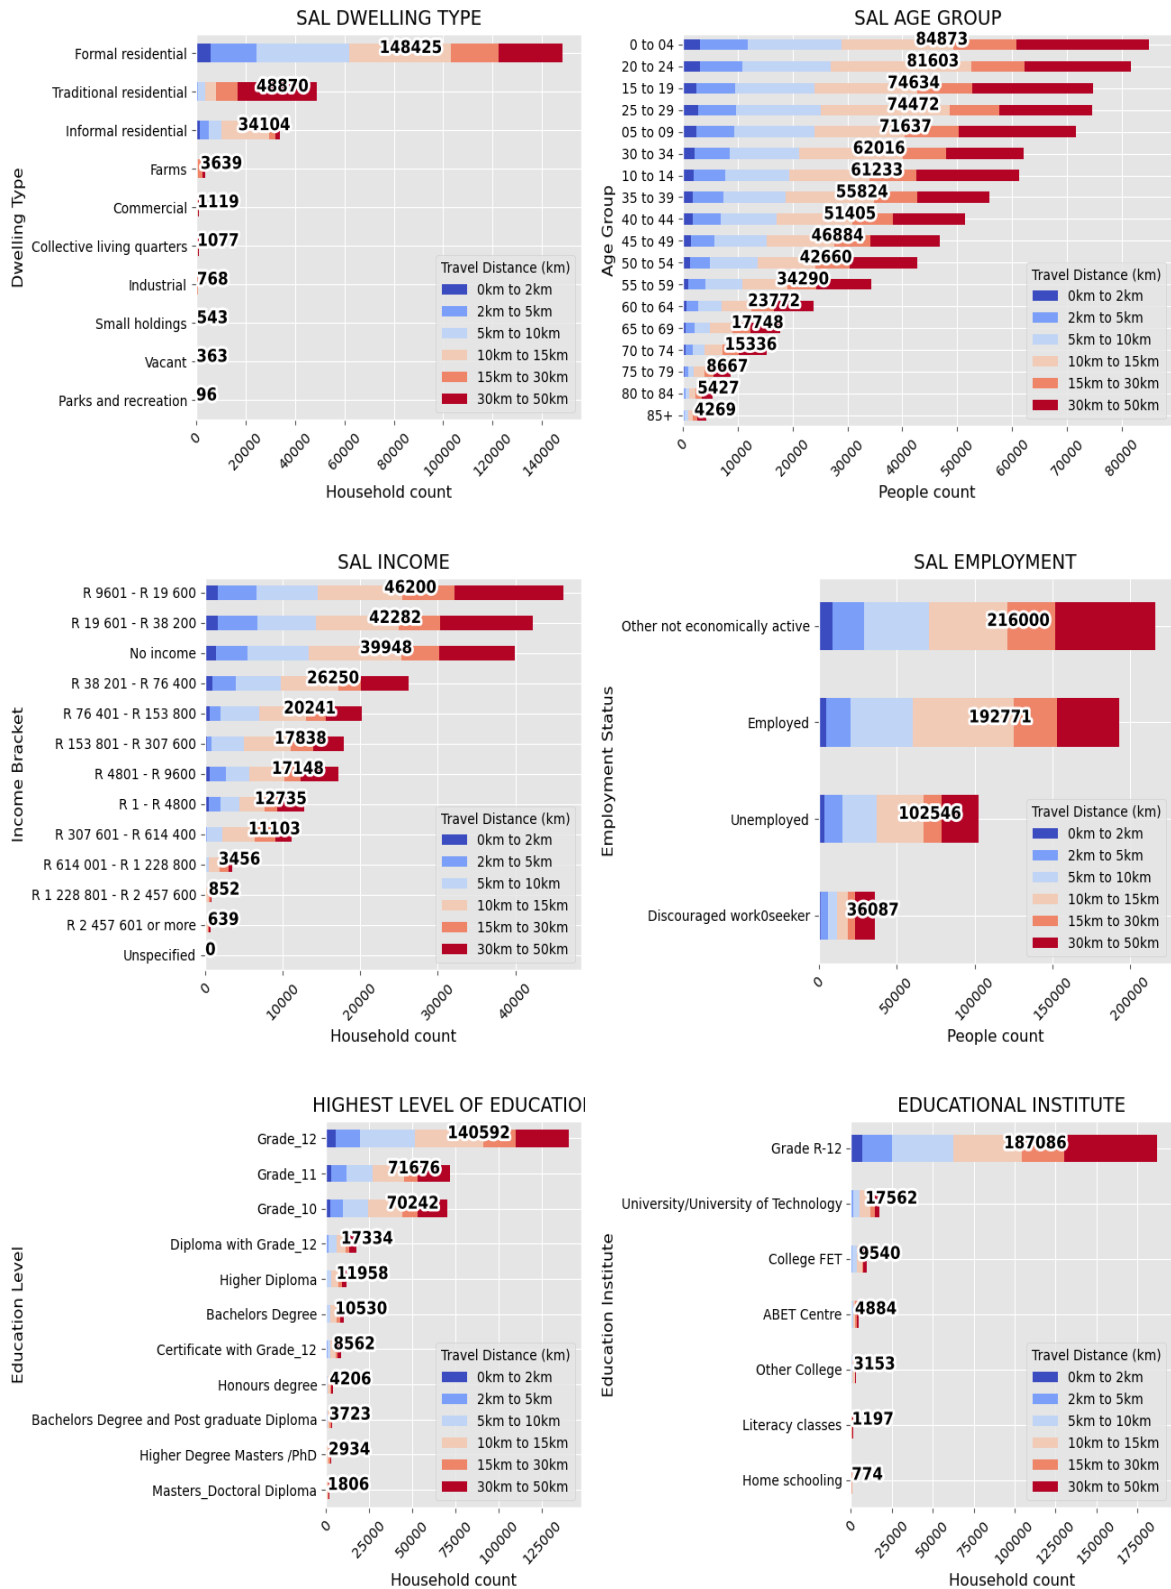 SAL DWELLING TYPE
Dwelling Type
Formal residential 148425
Traditional residential 48870
Informal residential 34104
Farms 3639
Commercial 1119
Collective living quarters 1077
Industrial 768
Small holdings 543
Vacant 363
Parks and recreation 96
Travel Distance (km)
0km to 2km
2km to 5km
5km to 10km
10km to 15km
15km to 30km
30km to 50km
0 20000 40000 60000 80000 100000 120000 140000
Household count
SAL AGE GROUP
Age Group
0 to 04 84873
20 to 24 81603
15 to 19 74634
25 to 29 74472
05 to 09 71637
30 to 34 62016
10 to 14 61233
35 to 39 55824
40 to 44 51405
45 to 49 46884
50 to 54 42660
55 to 59 34290
60 to 64 23772
65 to 69 17748
70 to 74 15336
75 to 79 8667
80 to 84 5427
85+ 4269
Travel Distance (km)
0km to 2km
2km to 5km
5km to 10km
10km to 15km
15km to 30km
30km to 50km
0 10000 20000 30000 40000 50000 60000 70000 80000
People count
SAL INCOME
Income Bracket
R 9601 - R 19 600 46200
R 19 601 - R 38 200 42282
No income 39948
R 38 201 - R 76 400 26250
R 76 401 - R 153 800 20241
R 153 801 - R 307 600 17838
R 4801 - R 9600 17148
R 1 - R 4800 12735
R 307 601 - R 614 400 11103
R 614 001 - R 1 228 800 3456
R 1 228 801 - R 2 457 600 852
R 2 457 601 or more 639
Unspecified 0
Travel Distance (km)
0km to 2km
2km to 5km
5km to 10km
10km to 15km
15km to 30km
30km to 50km
0 10000 20000 30000 40000
Household count
SAL EMPLOYMENT
Employment Status
Other not economically active 216000
Employed 192771
Unemployed 102546
Discouraged work0seeker 36087
Travel Distance (km)
0km to 2km
2km to 5km
5km to 10km
10km to 15km
15km to 30km
30km to 50km
0 50000 100000 150000 200000
People count
HIGHEST LEVEL OF EDUCATIO
Education Level
Grade_12 140592
Grade_11 71676
Grade_10 70242
Diploma with Grade_12 17334
Higher Diploma 11958
Bachelors Degree 10530
Certificate with Grade_12 8562
Honours degree 4206
Bachelors Degree and Post graduate Diploma 3723
Higher Degree Masters /PhD 2934
Masters_Doctoral Diploma 1806
Travel Distance (km)
0km to 2km
2km to 5km
5km to 10km
10km to 15km
15km to 30km
30km to 50km
0 25000 50000 75000 100000 125000
Household count
EDUCATIONAL INSTITUTE
Education Institute
Grade R-12 187086
University/University of Technology 17562
College FET 9540
ABET Centre 4884
Other College 3153
Literacy classes 1197
Home schooling 774
Travel Distance (km)
0km to 2km
2km to 5km
5km to 10km
10km to 15km
15km to 30km
30km to 50km
0 25000 50000 75000 100000 125000 150000 175000
Household count